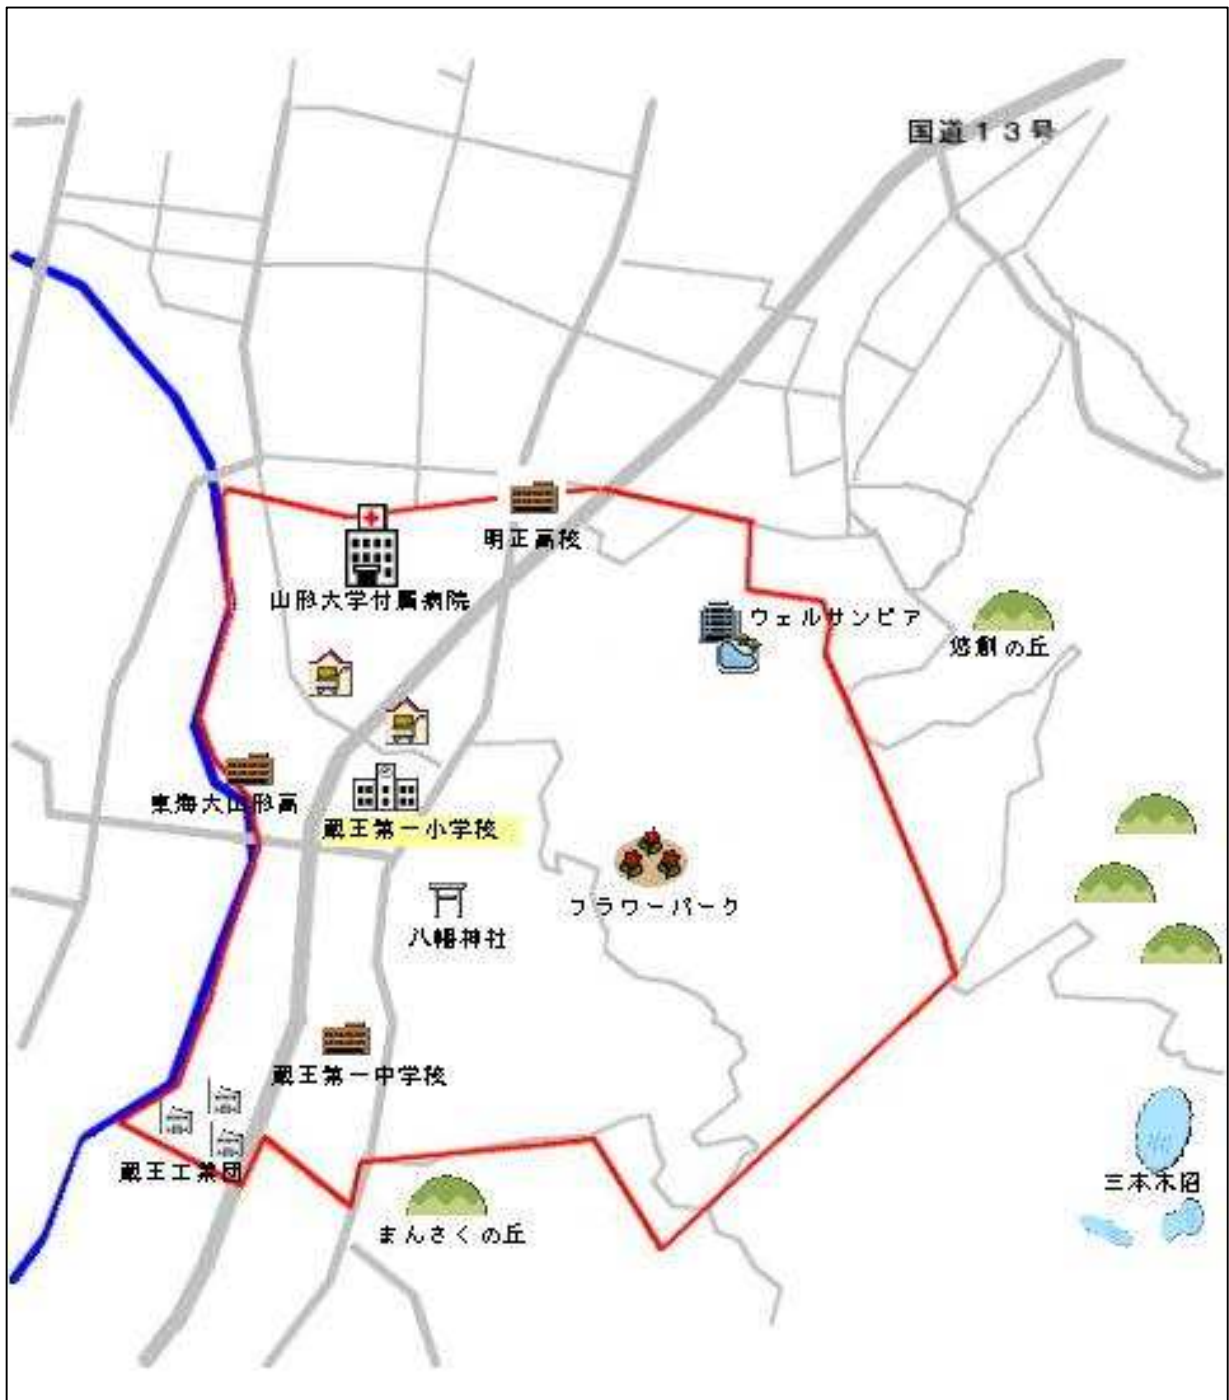 国道13号
明正高校
山形大学付属病院
ウェルサンピア
悠創の丘
東海大山形高
蔵王第一小学校
フラワーパーク
八幡神社
蔵王第一中学校
蔵王工業団
三本木沼
まんさくの丘